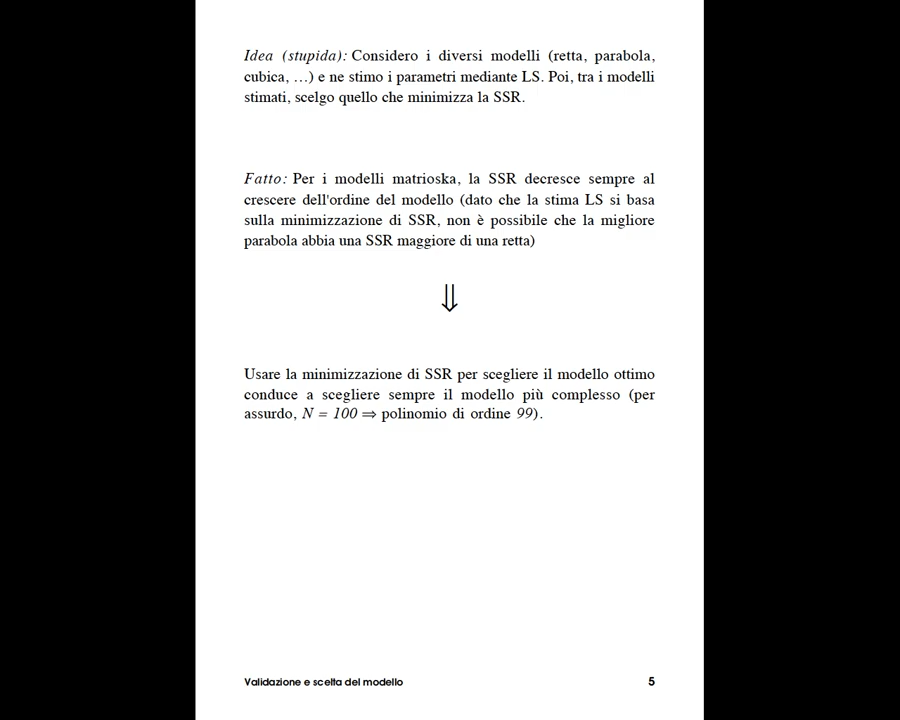 Idea (stupida): Considero i diversi modelli (retta, parabola,
cubica, …) e ne stimo i parametri mediante LS. Poi, tra i modelli
stimati, scelgo quello che minimizza la SSR.
Fatto: Per i modelli matrioska, la SSR decresce sempre al
crescere dell'ordine del modello (dato che la stima LS si basa
sulla minimizzazione di SSR, non è possibile che la migliore
parabola abbia una SSR maggiore di una retta)
⇓
Usare la minimizzazione di SSR per scegliere il modello ottimo
conduce a scegliere sempre il modello più complesso (per
assurdo, N = 100 ⇒ polinomio di ordine 99).
Validazione e scelta del modello 5